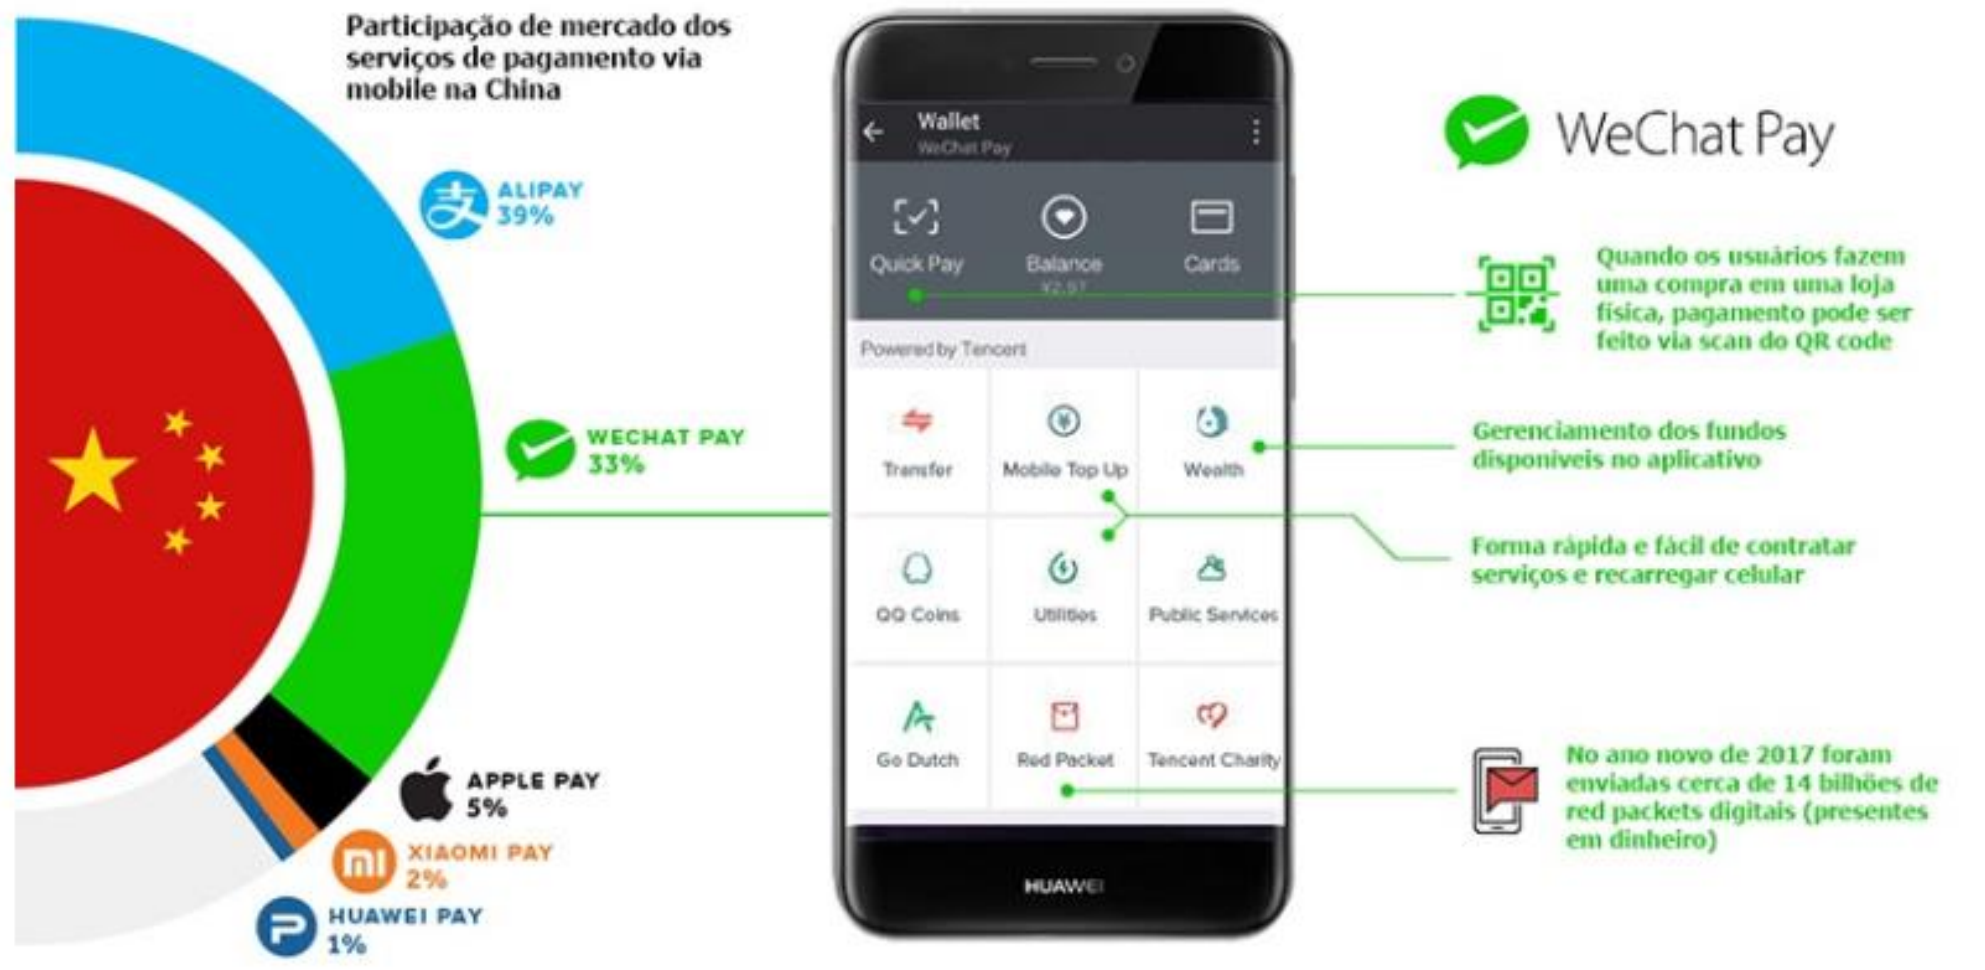 Participação de mercado dos
serviços de pagamento via
mobile na China
ALIPAY
39%
WECHAT PAY
33%
APPLE PAY
5%
XIAOMI PAY
2%
HUAWEI PAY
1%
Wallet
WeChat Pay
Quick Pay
Balance
¥2.97
Cards
Powered by Tencent
Transfer
Mobile Top Up
Wealth
QQ Coins
Utilities
Public Services
Go Dutch
Red Packet
Tencent Charity
HUAWEI
WeChat Pay
Quando os usuários fazem
uma compra em uma loja
física, pagamento pode ser
feito via scan do QR code
Gerenciamento dos fundos
disponiveis no aplicativo
Forma rápida e fácil de contratar
serviços e recarregar celular
No ano novo de 2017 foram
enviadas cerca de 14 bilhões de
red packets digitais (presentes
em dinheiro)